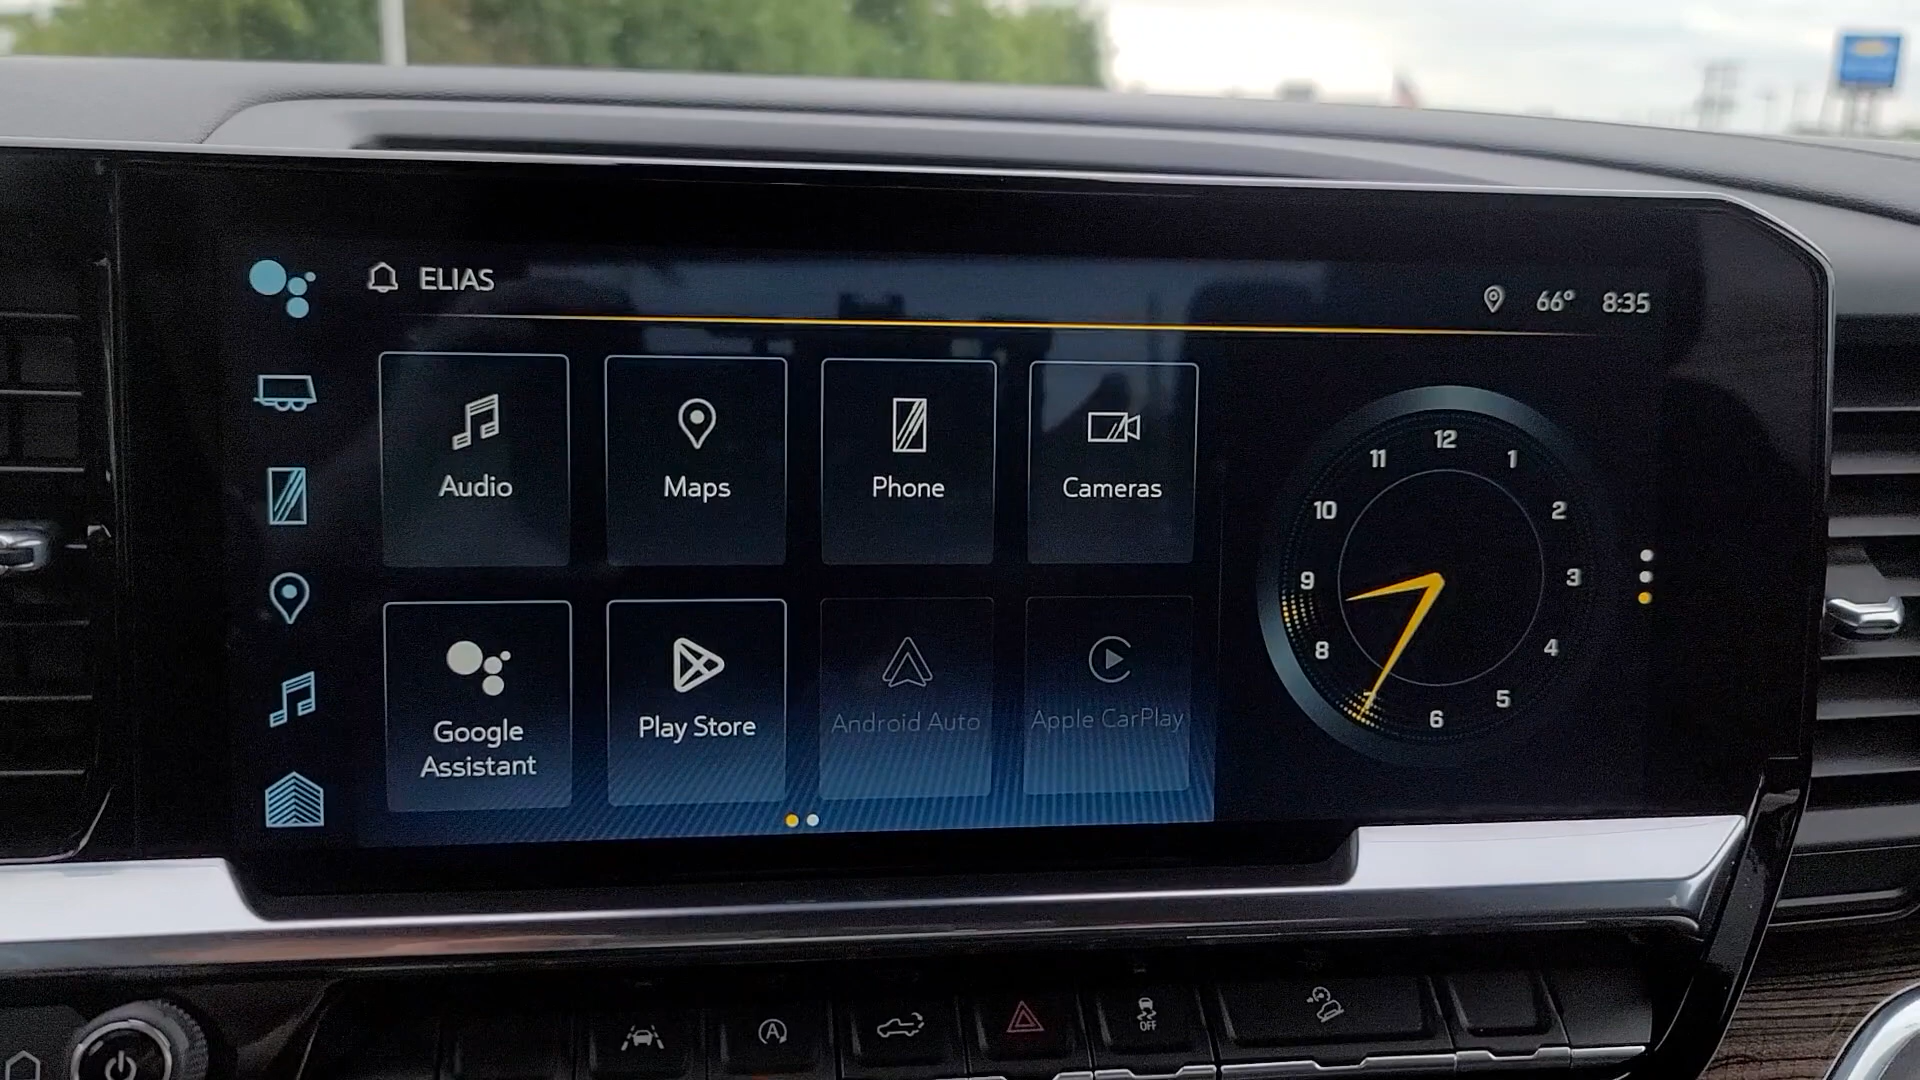 ELIAS
66° 8:35
Audio
Maps
Phone
Cameras
Google
Assistant
Play Store
Android Auto
Apple CarPlay
12
1
2
3
4
5
6
7
8
9
10
11
A
OFF